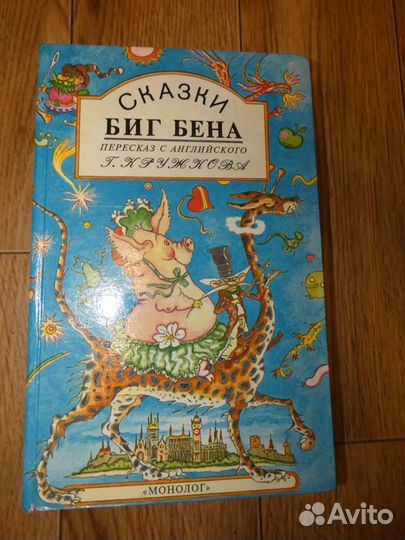 СКАЗКИ
БИГ БЕНА
ПЕРЕСКАЗ С АНГЛИЙСКОГО
Г. КРУЖКОВА
«МОНОЛОГ»
Avito